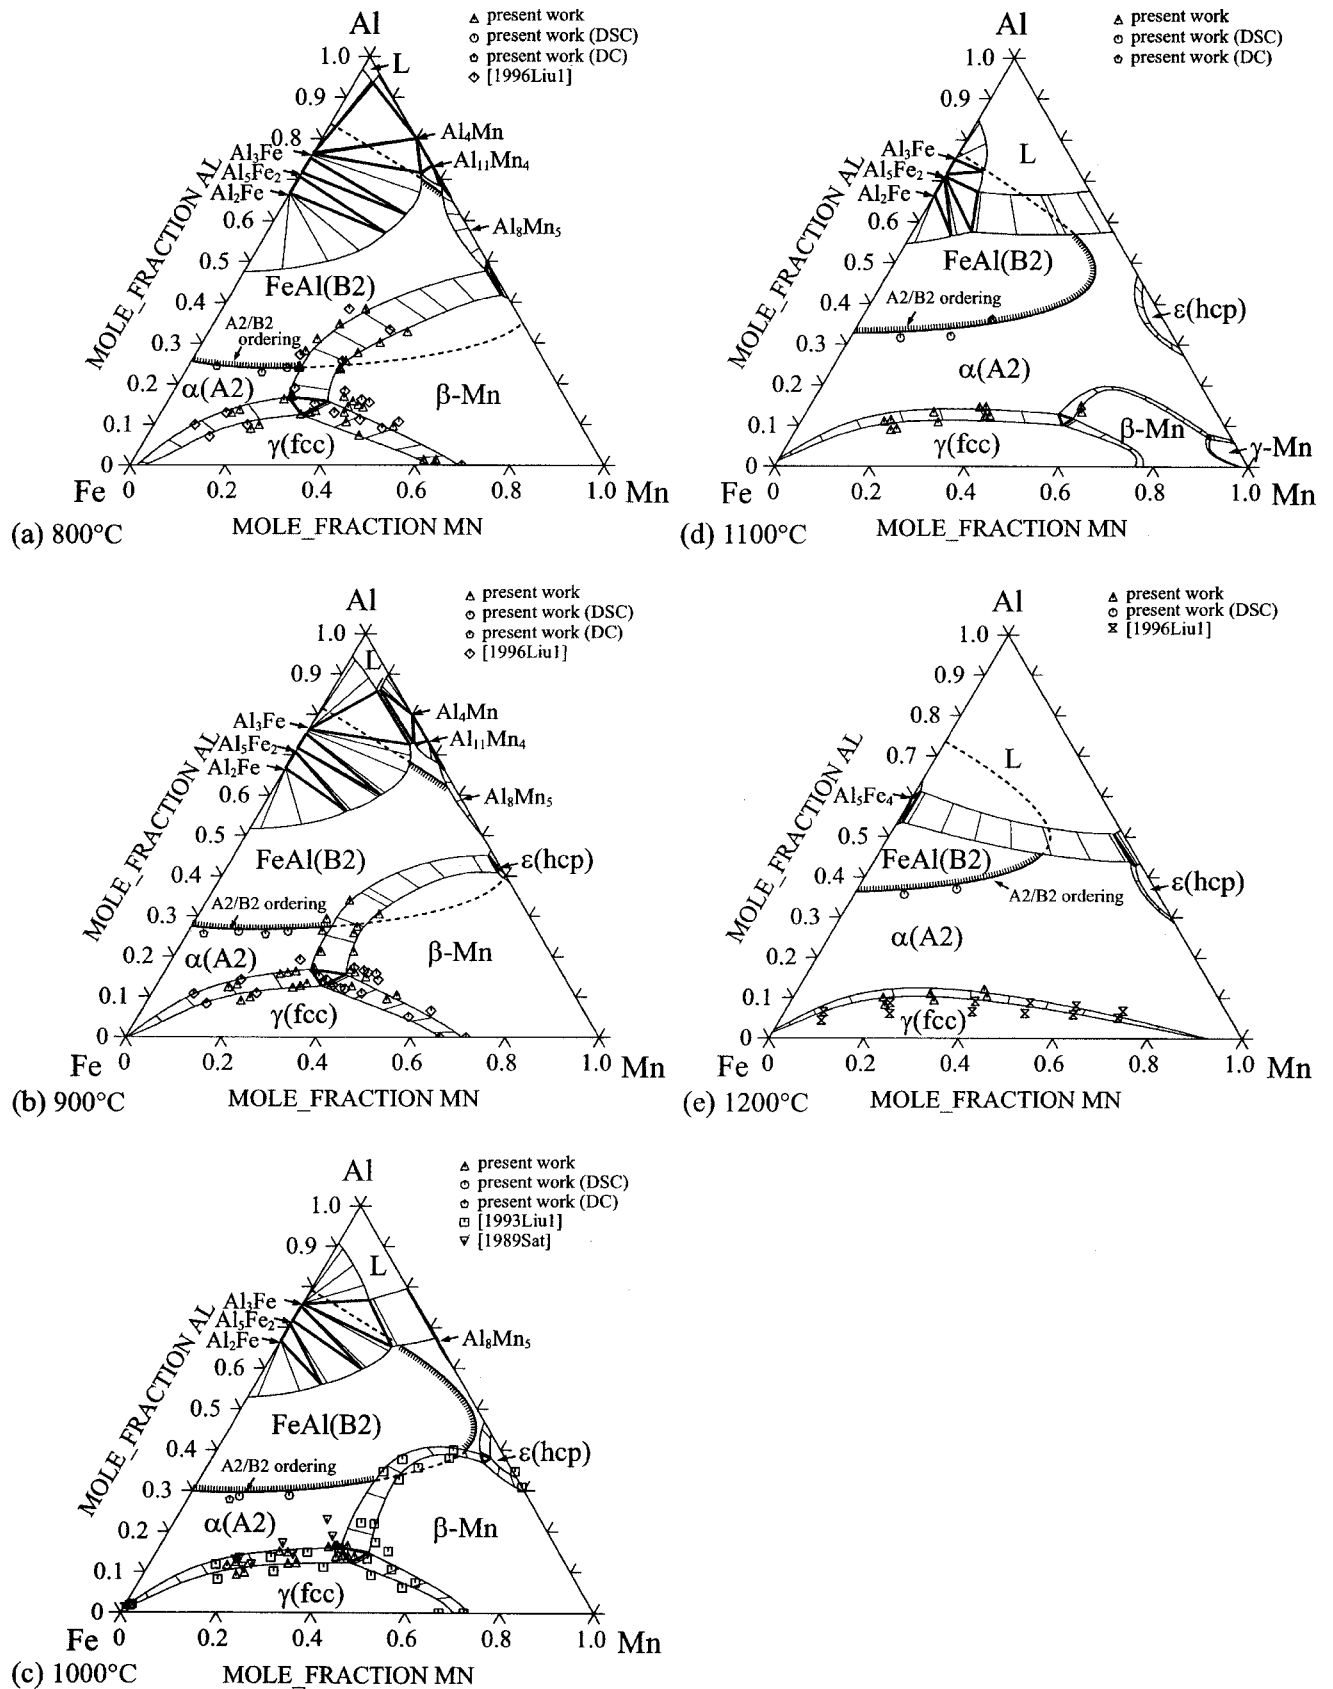 Al
present work
present work (DSC)
present work (DC)
[1996Liu1]
1.0
L
0.9
0.8
Al₄Mn
Al₃Fe
Al₁₁Mn₄
Al₅Fe₂
Al₂Fe
0.6
Al₈Mn₅
MOLE_FRACTION AL
0.5
FeAl(B2)
0.4
A2/B2
ordering
0.3
α(A2)
0.2
β-Mn
0.1
γ(fcc)
0
Fe 0 0.2 0.4 0.6 0.8 1.0 Mn
(a) 800°C MOLE_FRACTION MN
Al
present work
present work (DSC)
present work (DC)
1.0
0.9
L
Al₃Fe
Al₅Fe₂
Al₂Fe
0.6
MOLE_FRACTION AL
0.5
FeAl(B2)
0.4
A2/B2 ordering
ε(hcp)
0.3
α(A2)
0.2
0.1
β-Mn
γ(fcc)
γ-Mn
0
Fe 0 0.2 0.4 0.6 0.8 1.0 Mn
(d) 1100°C MOLE_FRACTION MN
Al
present work
present work (DSC)
present work (DC)
[1996Liu1]
1.0
L
0.9
Al₄Mn
Al₃Fe
Al₁₁Mn₄
Al₅Fe₂
Al₂Fe
0.6
Al₈Mn₅
MOLE_FRACTION AL
0.5
FeAl(B2)
ε(hcp)
0.4
A2/B2 ordering
0.3
α(A2)
0.2
β-Mn
0.1
γ(fcc)
0
Fe 0 0.2 0.4 0.6 0.8 1.0 Mn
(b) 900°C MOLE_FRACTION MN
Al
present work
present work (DSC)
[1996Liu1]
1.0
0.9
0.8
0.7
L
Al₅Fe₄
MOLE_FRACTION AL
0.5
FeAl(B2)
0.4
ε(hcp)
A2/B2 ordering
0.3
α(A2)
0.2
0.1
γ(fcc)
0
Fe 0 0.2 0.4 0.6 0.8 1.0 Mn
(e) 1200°C MOLE_FRACTION MN
Al
present work
present work (DSC)
present work (DC)
[1993Liu1]
[1989Sat]
1.0
0.9
L
Al₃Fe
Al₅Fe₂
Al₂Fe
Al₈Mn₅
0.6
MOLE_FRACTION AL
0.5
FeAl(B2)
0.4
ε(hcp)
A2/B2 ordering
0.3
α(A2)
0.2
β-Mn
0.1
γ(fcc)
0
Fe 0 0.2 0.4 0.6 0.8 1.0 Mn
(c) 1000°C MOLE_FRACTION MN